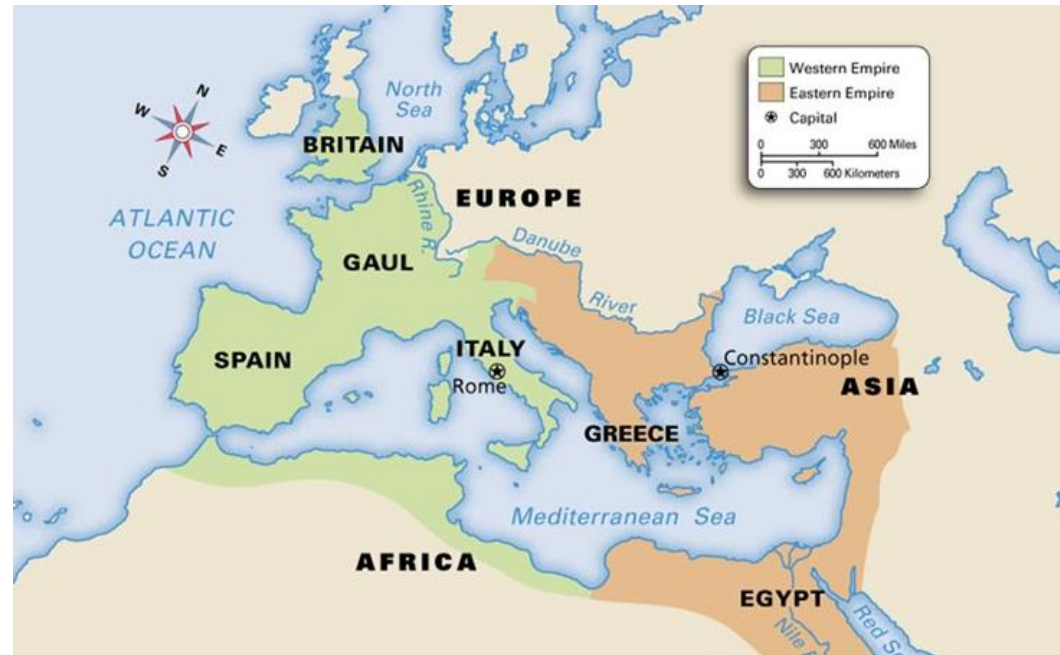 Western Empire
Eastern Empire
Capital
0 300 600 Miles
0 300 600 Kilometers
N
W
E
S
North
Sea
BRITAIN
ATLANTIC
OCEAN
Rhine R.
EUROPE
GAUL
Danube
River
Black Sea
SPAIN
ITALY
Rome
Constantinople
ASIA
GREECE
Mediterranean Sea
AFRICA
EGYPT
Nile
Red